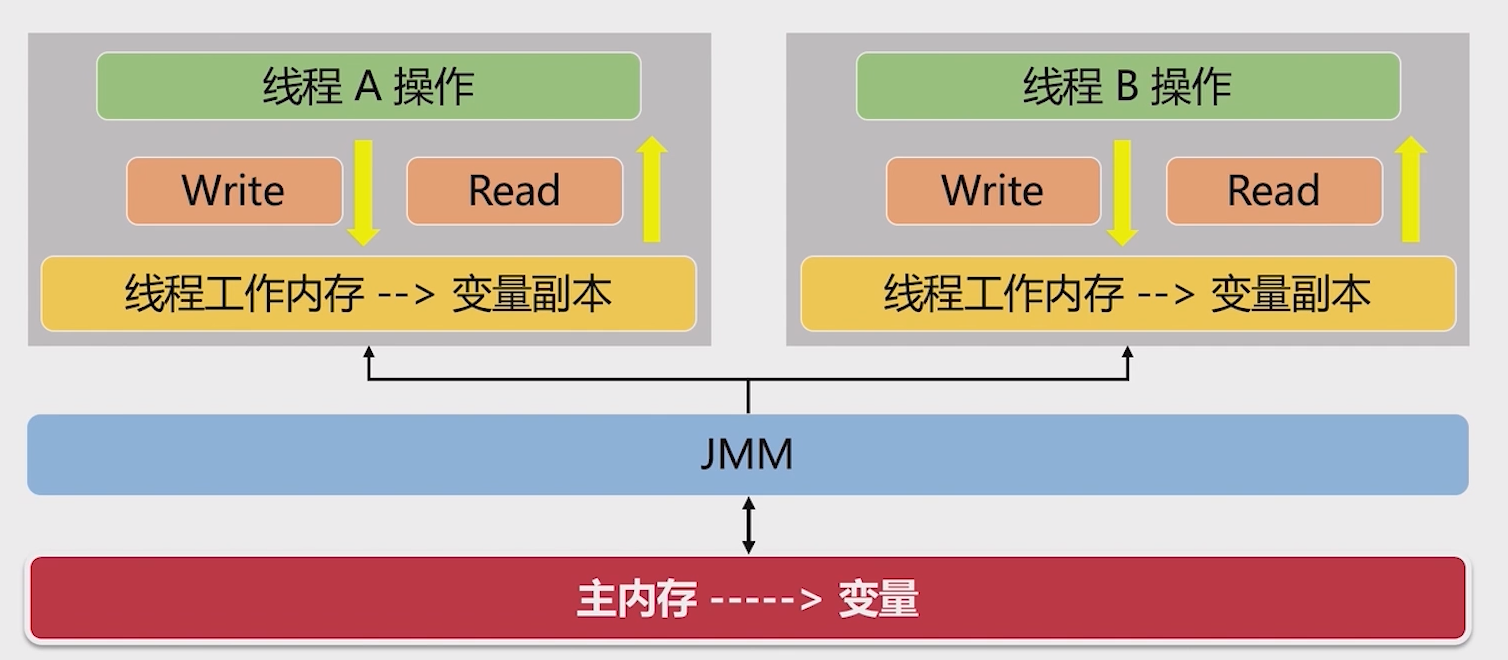 线程 A 操作
Write
Read
线程工作内存 --> 变量副本
线程 B 操作
Write
Read
线程工作内存 --> 变量副本
JMM
主内存 -----> 变量